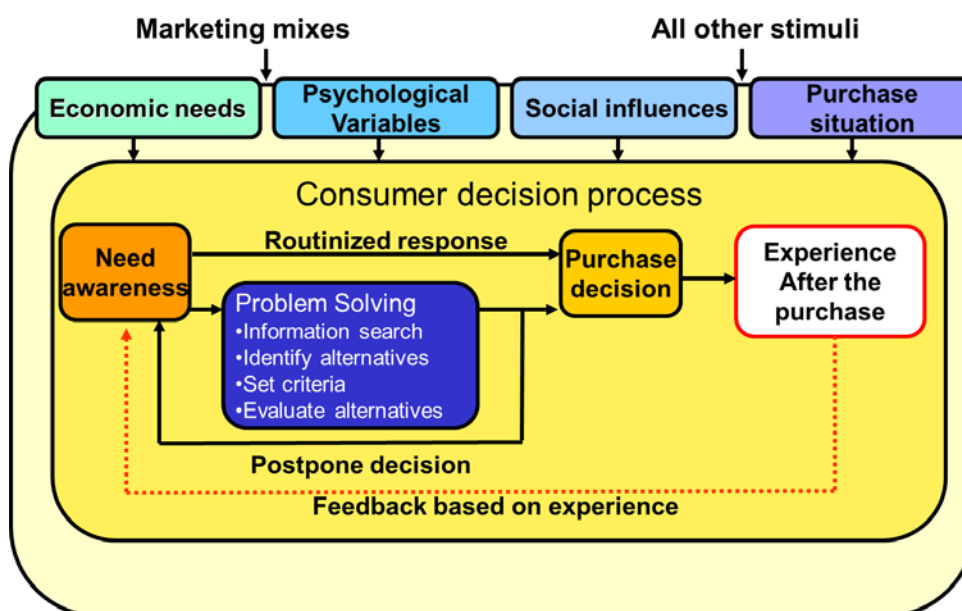 Marketing mixes
All other stimuli
Economic needs
Psychological
Variables
Social influences
Purchase
situation
Consumer decision process
Routinized response
Need
awareness
Purchase
decision
Experience
After the
purchase
Problem Solving
•Information search
•Identify alternatives
•Set criteria
•Evaluate alternatives
Postpone decision
Feedback based on experience